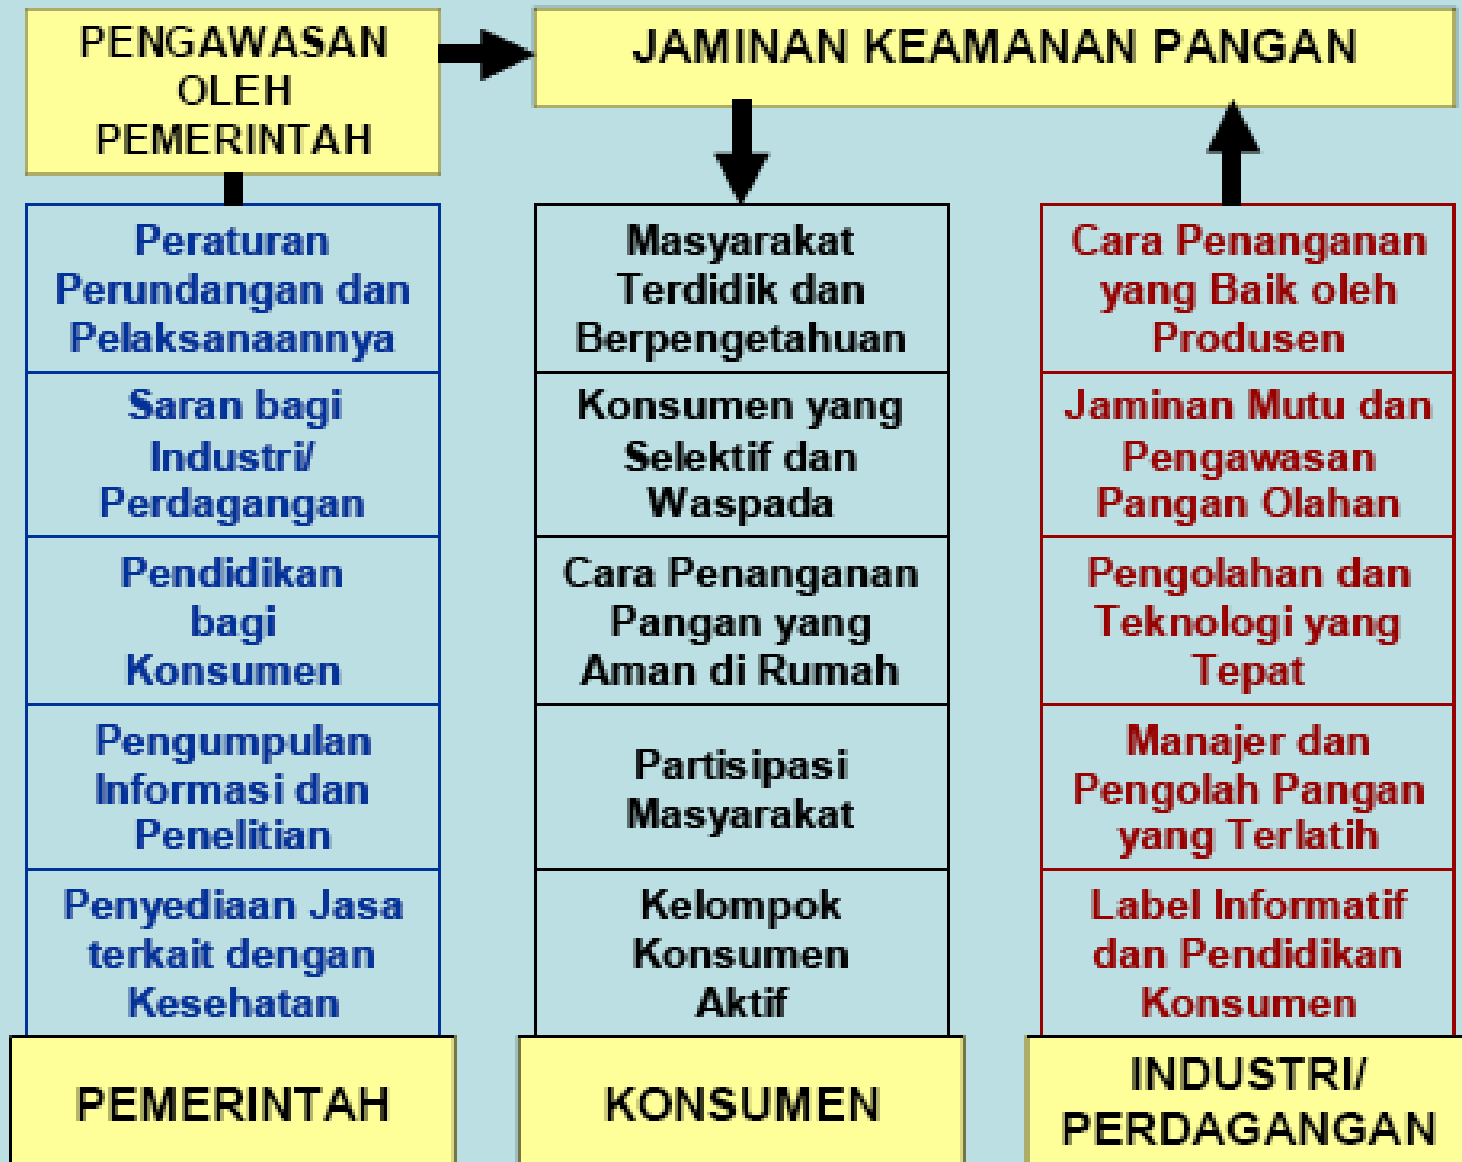 PENGAWASAN
OLEH
PEMERINTAH
JAMINAN KEAMANAN PANGAN
Peraturan
Perundangan dan
Pelaksanaannya
Saran bagi
Industri/
Perdagangan
Pendidikan
bagi
Konsumen
Pengumpulan
Informasi dan
Penelitian
Penyediaan Jasa
terkait dengan
Kesehatan
PEMERINTAH
Masyarakat
Terdidik dan
Berpengetahuan
Konsumen yang
Selektif dan
Waspada
Cara Penanganan
Pangan yang
Aman di Rumah
Partisipasi
Masyarakat
Kelompok
Konsumen
Aktif
KONSUMEN
Cara Penanganan
yang Baik oleh
Produsen
Jaminan Mutu dan
Pengawasan
Pangan Olahan
Pengolahan dan
Teknologi yang
Tepat
Manajer dan
Pengolah Pangan
yang Terlatih
Label Informatif
dan Pendidikan
Konsumen
INDUSTRI/
PERDAGANGAN